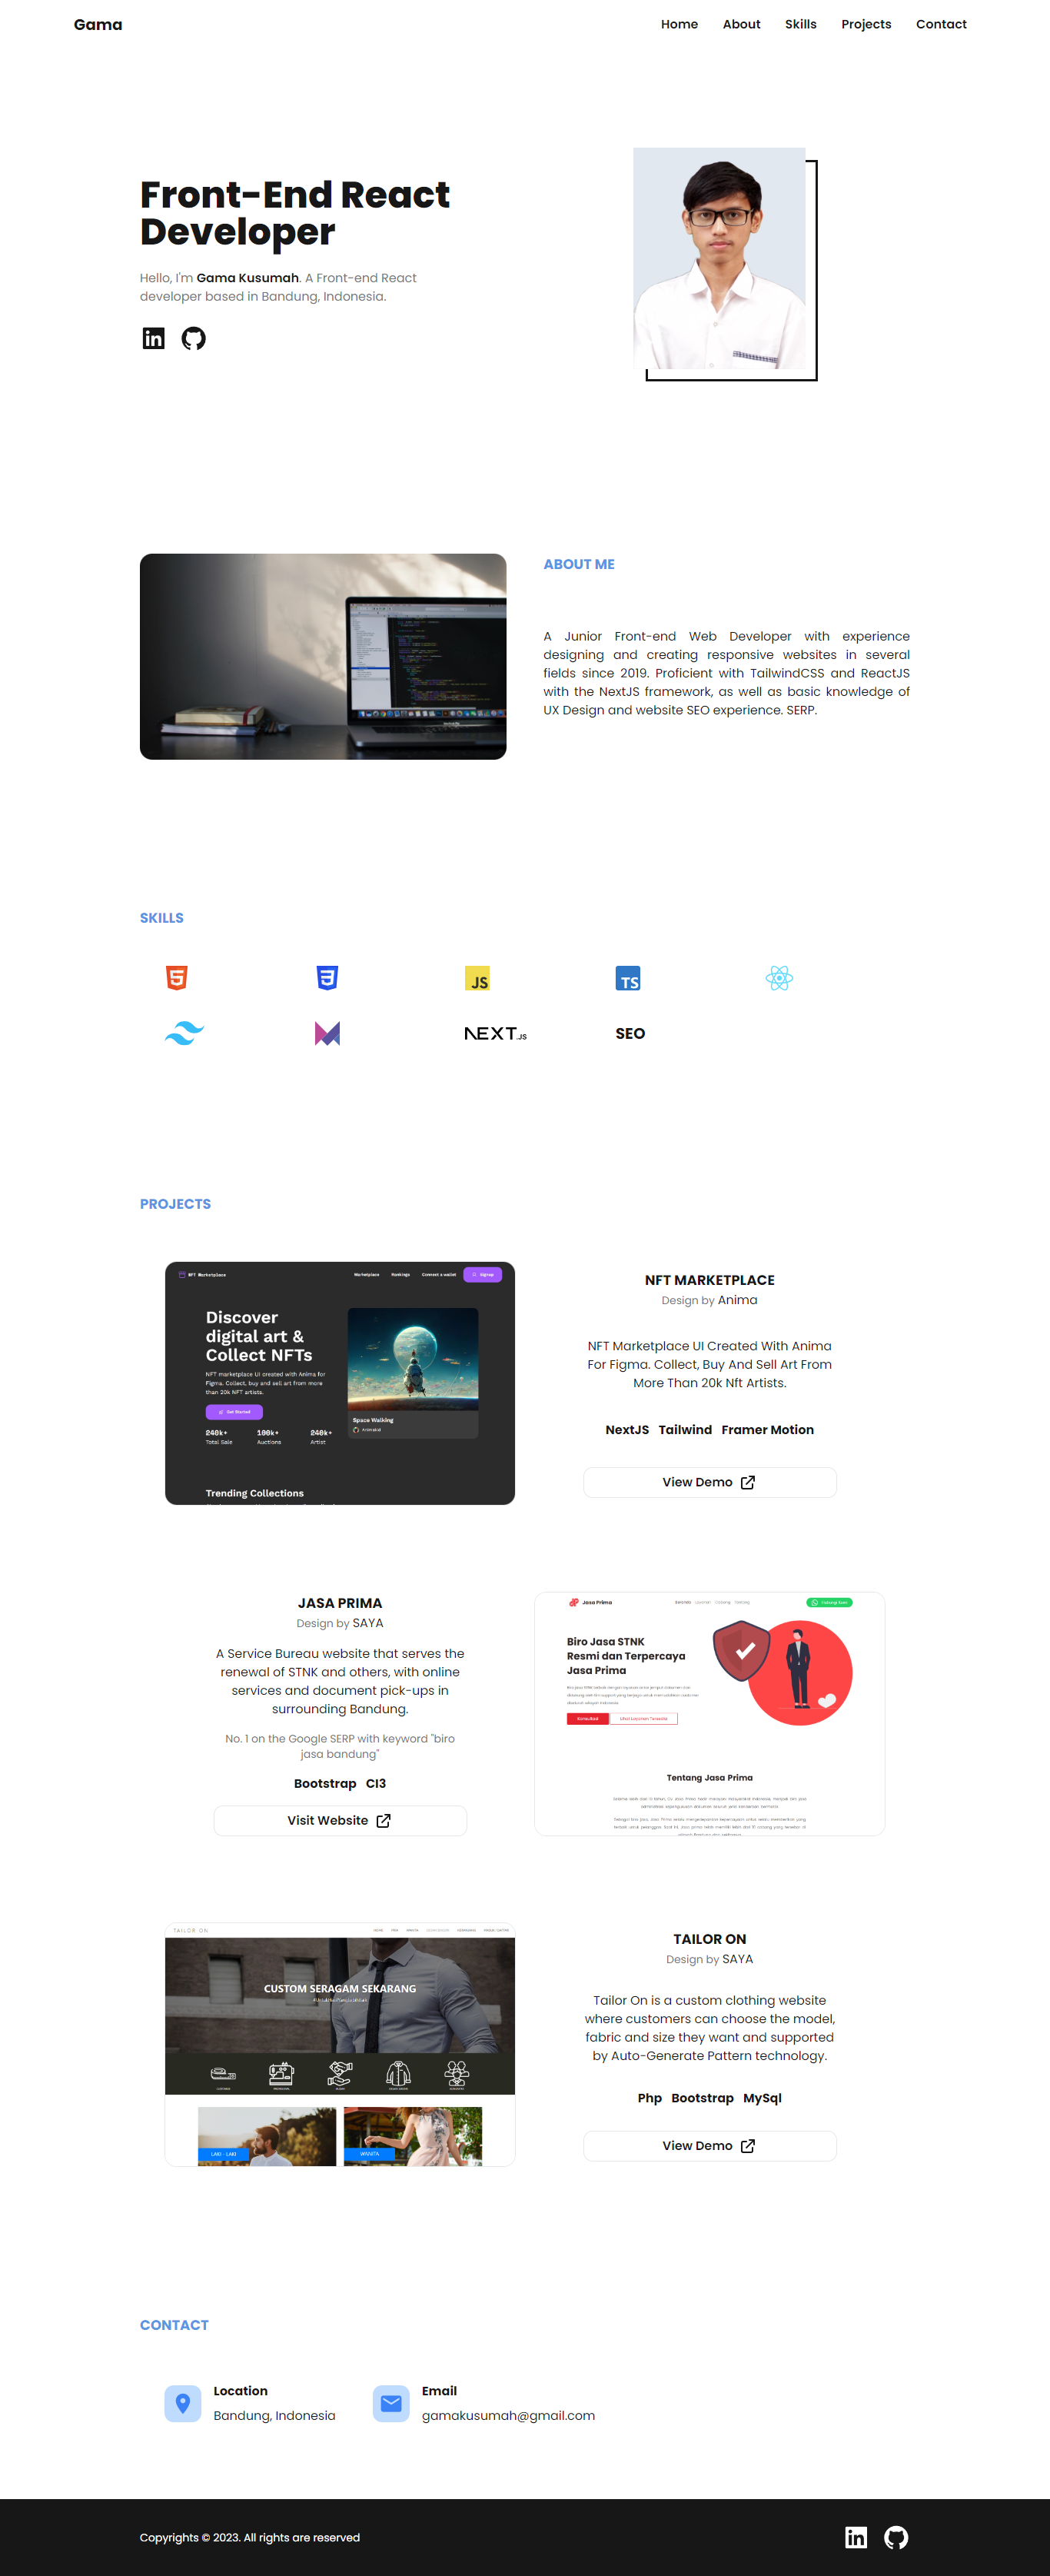 Gama
Home About Skills Projects Contact
Front-End React
Developer
Hello, I'm Gama Kusumah. A Front-end React
developer based in Bandung, Indonesia.
in
ABOUT ME
A Junior Front-end Web Developer with experience
designing and creating responsive websites in several
fields since 2019. Proficient with TailwindCSS and ReactJS
with the NextJS framework, as well as basic knowledge of
UX Design and website SEO experience. SERP.
SKILLS
5 3 JS TS
NEXT.JS SEO
PROJECTS
NFT Marketplace
Marketplace Rankings Connect a wallet Sign up
Discover
digital art &
Collect NFTs
NFT marketplace UI created with Anima for
Figma. Collect, buy and sell art from more
than 20k NFT artists.
Get Started
240k+ 100k+ 240k+
Total Sale Auctions Artist
Space Walking
Animakid
Trending Collections
NFT MARKETPLACE
Design by Anima
NFT Marketplace UI Created With Anima
For Figma. Collect, Buy And Sell Art From
More Than 20k Nft Artists.
NextJS Tailwind Framer Motion
View Demo
JASA PRIMA
Design by SAYA
A Service Bureau website that serves the
renewal of STNK and others, with online
services and document pick-ups in
surrounding Bandung.
No. 1 on the Google SERP with keyword "biro
jasa bandung"
Bootstrap CI3
Visit Website
Jasa Prima
Beranda Layanan Tentang
Biro Jasa STNK
Resmi dan Terpercaya
Jasa Prima
Konsultasi
Tentang Jasa Prima
TAILOR ON
HOME PRIA WANITA
CUSTOM SERAGAM SEKARANG
LAKI - LAKI WANITA
TAILOR ON
Design by SAYA
Tailor On is a custom clothing website
where customers can choose the model,
fabric and size they want and supported
by Auto-Generate Pattern technology.
Php Bootstrap MySql
View Demo
CONTACT
Location
Bandung, Indonesia
Email
gamakusumah@gmail.com
Copyrights © 2023. All rights are reserved
in